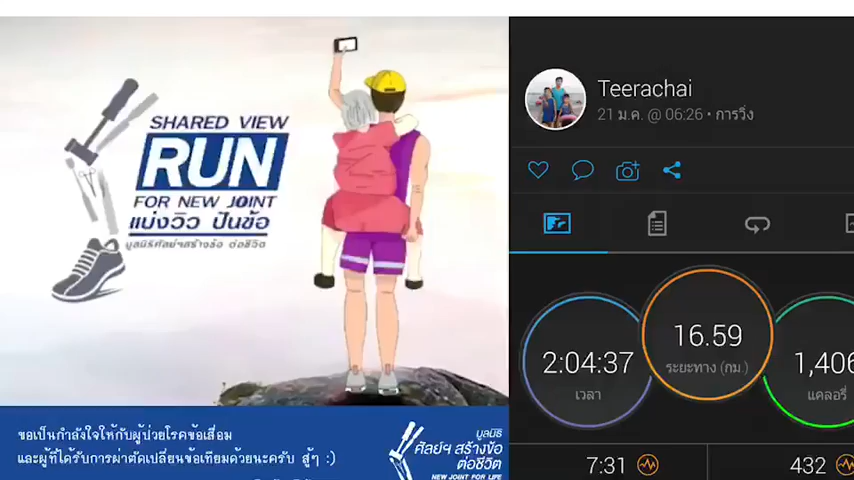 SHARED VIEW
RUN
FOR NEW JOINT
แบ่งวิว ปันข้อ
มูลนิธิศัลย์ฯสร้างข้อ ต่อชีวิต
ขอเป็นกำลังใจให้กับผู้ป่วยโรคข้อเสื่อม
และผู้ที่ได้รับการผ่าตัดเปลี่ยนข้อเทียมด้วยนะครับ สู้ๆ :)
มูลนิธิ
ศัลย์ฯ สร้างข้อ
ต่อชีวิต
NEW JOINT FOR LIFE
Teerachai
21 ม.ค. @ 06:26 • การวิ่ง
2:04:37
เวลา
16.59
ระยะทาง (กม.)
1,406
แคลอรี่
7:31
432